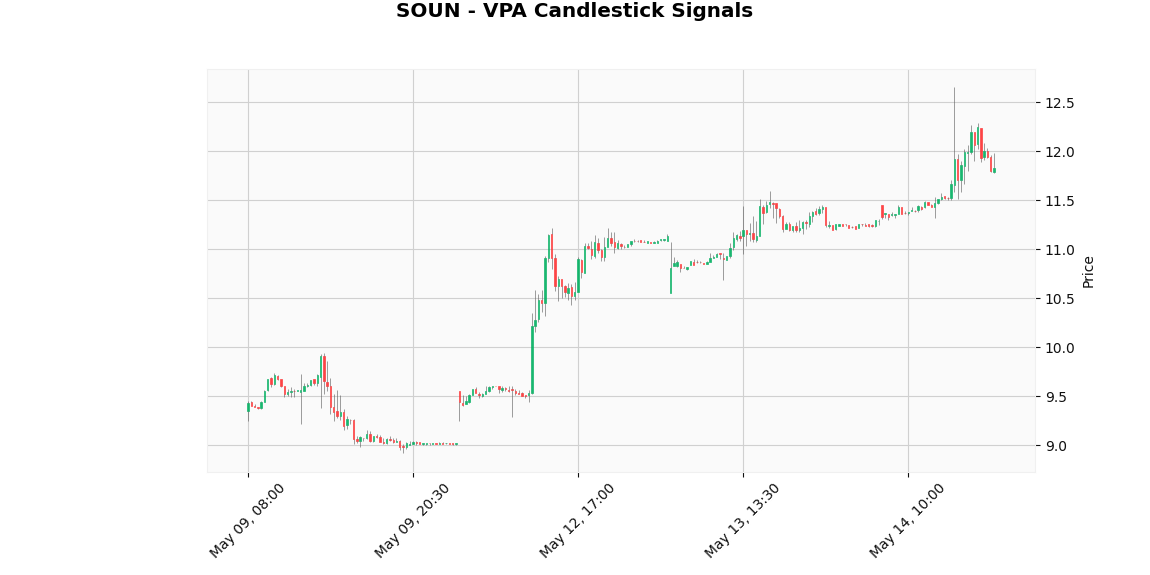 SOUN - VPA Candlestick Signals
12.5
12.0
11.5
11.0
10.5
10.0
9.5
9.0
Price
May 09, 08:00
May 09, 20:30
May 12, 17:00
May 13, 13:30
May 14, 10:00